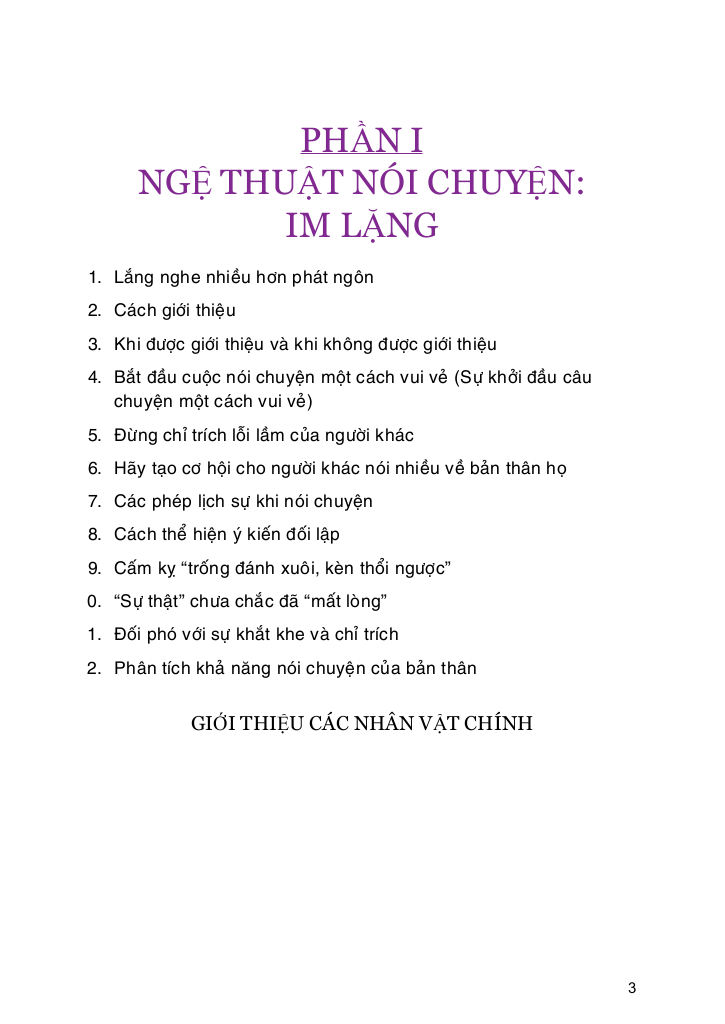 PHẦN I
NGỆ THUẬT NÓI CHUYỆN:
IM LẶNG
1. Lắng nghe nhiều hơn phát ngôn
2. Cách giới thiệu
3. Khi được giới thiệu và khi không được giới thiệu
4. Bắt đầu cuộc nói chuyện một cách vui vẻ (Sự khởi đầu câu
chuyện một cách vui vẻ)
5. Đừng chỉ trích lỗi lầm của người khác
6. Hãy tạo cơ hội cho người khác nói nhiều về bản thân họ
7. Các phép lịch sự khi nói chuyện
8. Cách thể hiện ý kiến đối lập
9. Cấm kỵ “trống đánh xuôi, kèn thổi ngược”
0. “Sự thật” chưa chắc đã “mất lòng”
1. Đối phó với sự khắt khe và chỉ trích
2. Phân tích khả năng nói chuyện của bản thân
GIỚI THIỆU CÁC NHÂN VẬT CHÍNH
3